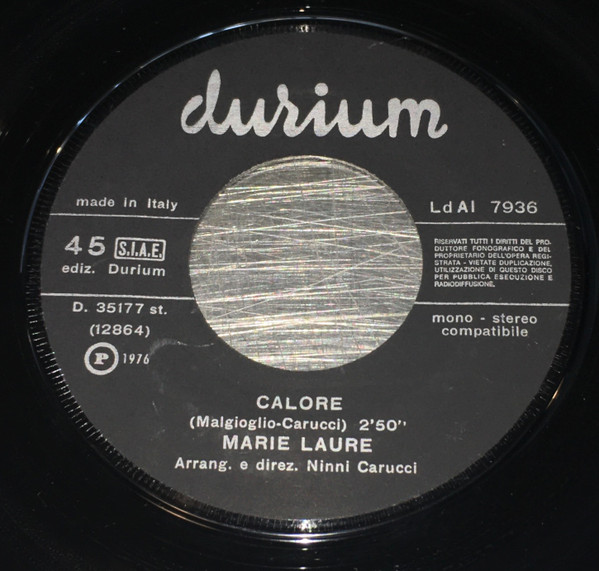 durium
made in Italy
45 S.I.A.E.
ediz. Durium
D. 35177 st.
(12864)
P 1976
Ld AI 7936
RISERVATI TUTTI I DIRITTI DEL PRO-
DUTTORE FONOGRAFICO E DEL
PROPRIETARIO DELL'OPERA REGI-
STRATA - VIETATE DUPLICAZIONE,
UTILIZZAZIONE DI QUESTO DISCO
PER PUBBLICA ESECUZIONE E
RADIODIFFUSIONE.
mono - stereo
compatibile
CALORE
(Malgioglio-Carucci) 2'50''
MARIE LAURE
Arrang. e direz. Ninni Carucci